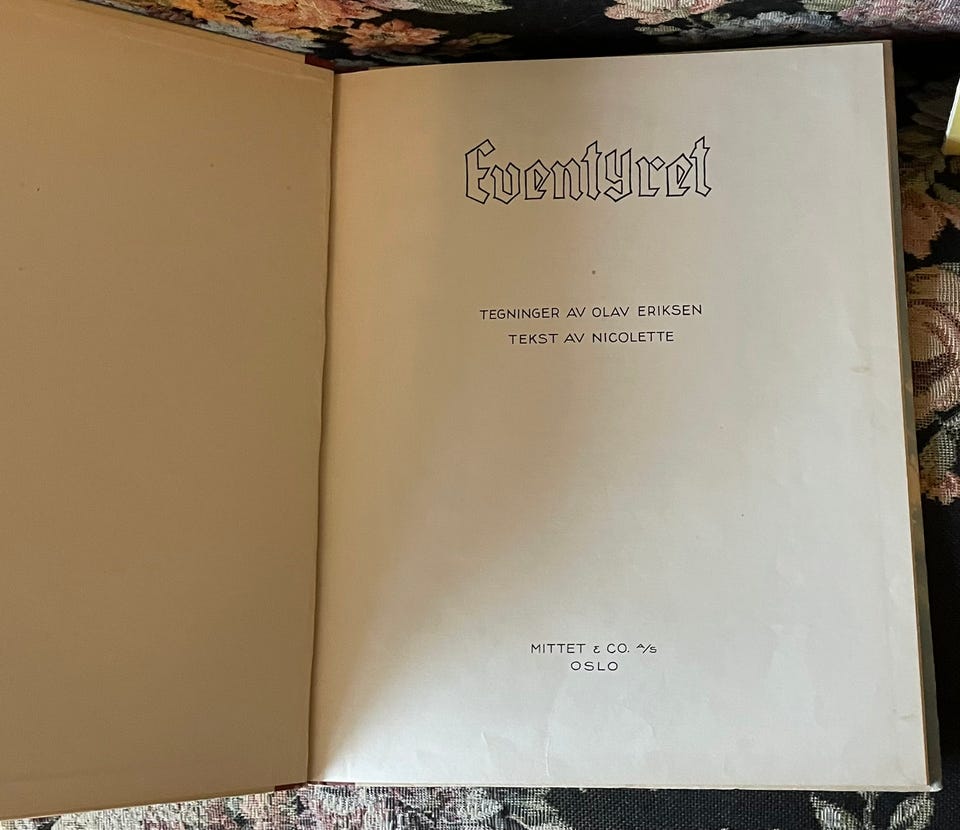 Eventyret
TEGNINGER AV OLAV ERIKSEN
TEKST AV NICOLETTE
MITTET & CO. A/S
OSLO